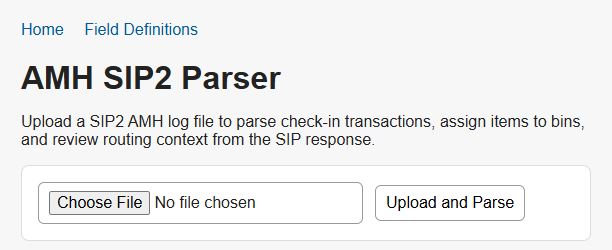 Home Field Definitions
AMH SIP2 Parser
Upload a SIP2 AMH log file to parse check-in transactions, assign items to bins,
and review routing context from the SIP response.
Choose File No file chosen Upload and Parse